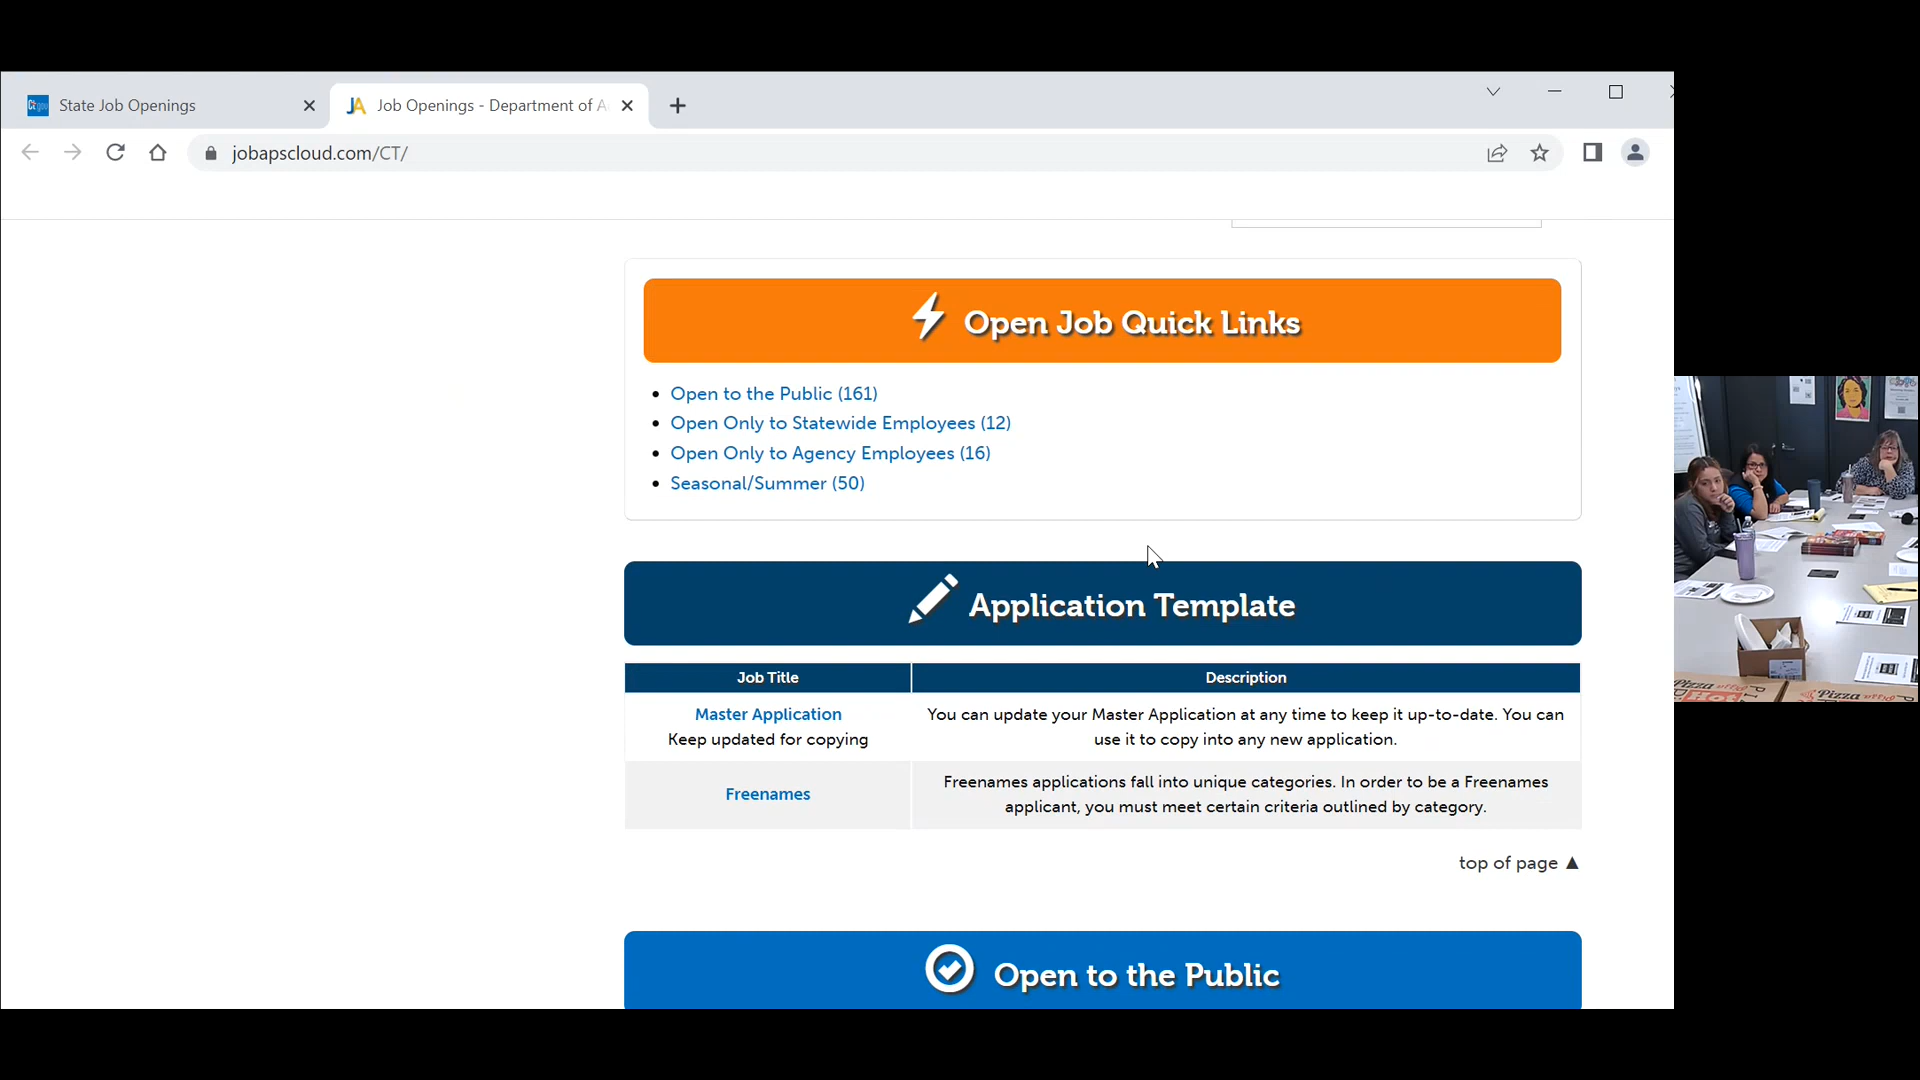 State Job Openings
Job Openings - Department of A
jobapscloud.com/CT/
Open Job Quick Links
Open to the Public (161)
Open Only to Statewide Employees (12)
Open Only to Agency Employees (16)
Seasonal/Summer (50)
Application Template
Job Title Description
Master Application
Keep updated for copying
You can update your Master Application at any time to keep it up-to-date. You can
use it to copy into any new application.
Freenames
Freenames applications fall into unique categories. In order to be a Freenames
applicant, you must meet certain criteria outlined by category.
top of page ▲
Open to the Public
Pizza
Hot
Pizza